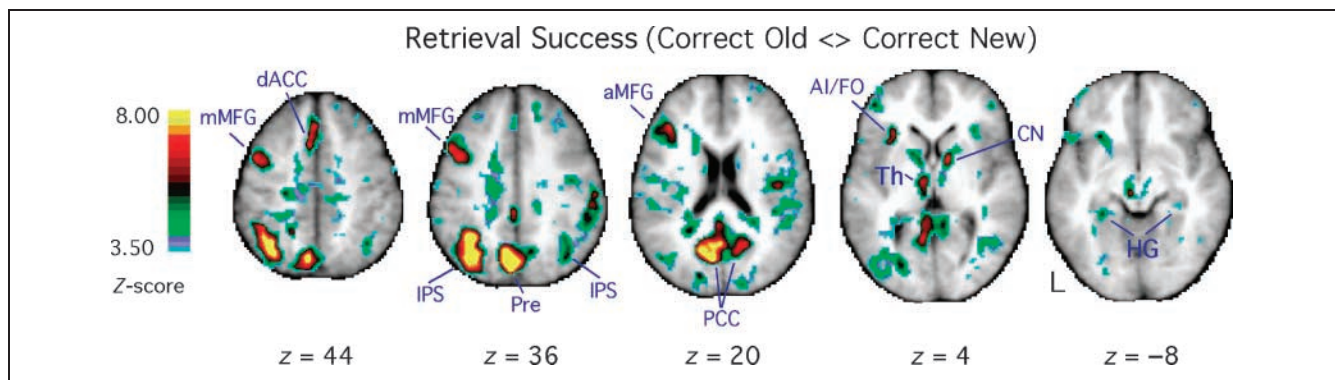 Retrieval Success (Correct Old <> Correct New)
8.00
3.50
Z-score
mMFG
dACC
mMFG
IPS
Pre
IPS
aMFG
PCC
AI/FO
CN
Th
HG
L
z = 44
z = 36
z = 20
z = 4
z = −8